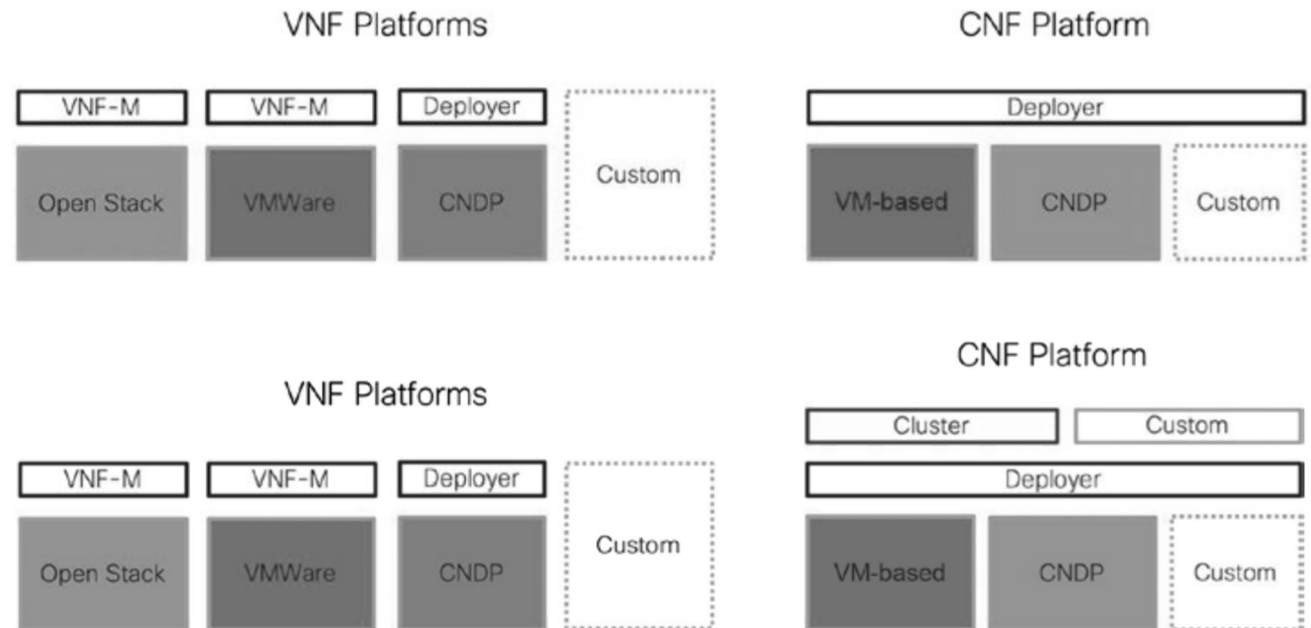 VNF Platforms
CNF Platform
VNF-M
VNF-M
Deployer
Custom
Open Stack
VMWare
CNDP
Deployer
VM-based
CNDP
Custom
VNF Platforms
CNF Platform
VNF-M
VNF-M
Deployer
Custom
Open Stack
VMWare
CNDP
Cluster
Custom
Deployer
VM-based
CNDP
Custom